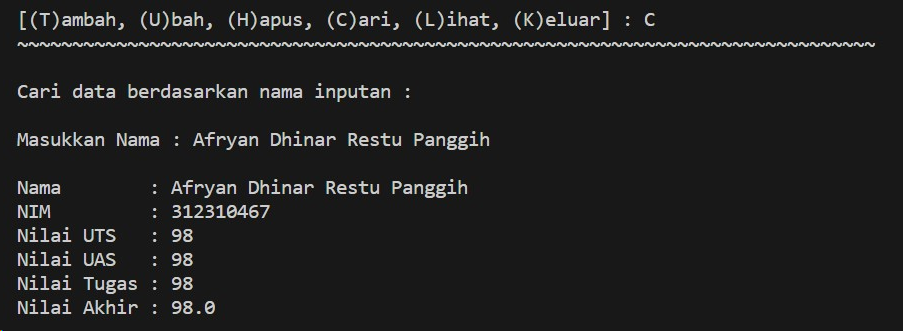 [(T)ambah, (U)bah, (H)apus, (C)ari, (L)ihat, (K)eluar] : C
~~~~~~~~~~~~~~~~~~~~~~~~~~~~~~~~~~~~~~~~~~~~~~~~~~~~~~~~~~~~~~~~~~~~~~~~~~~~~~
Cari data berdasarkan nama inputan :
Masukkan Nama : Afryan Dhinar Restu Panggih
Nama        : Afryan Dhinar Restu Panggih
NIM         : 312310467
Nilai UTS   : 98
Nilai UAS   : 98
Nilai Tugas : 98
Nilai Akhir : 98.0